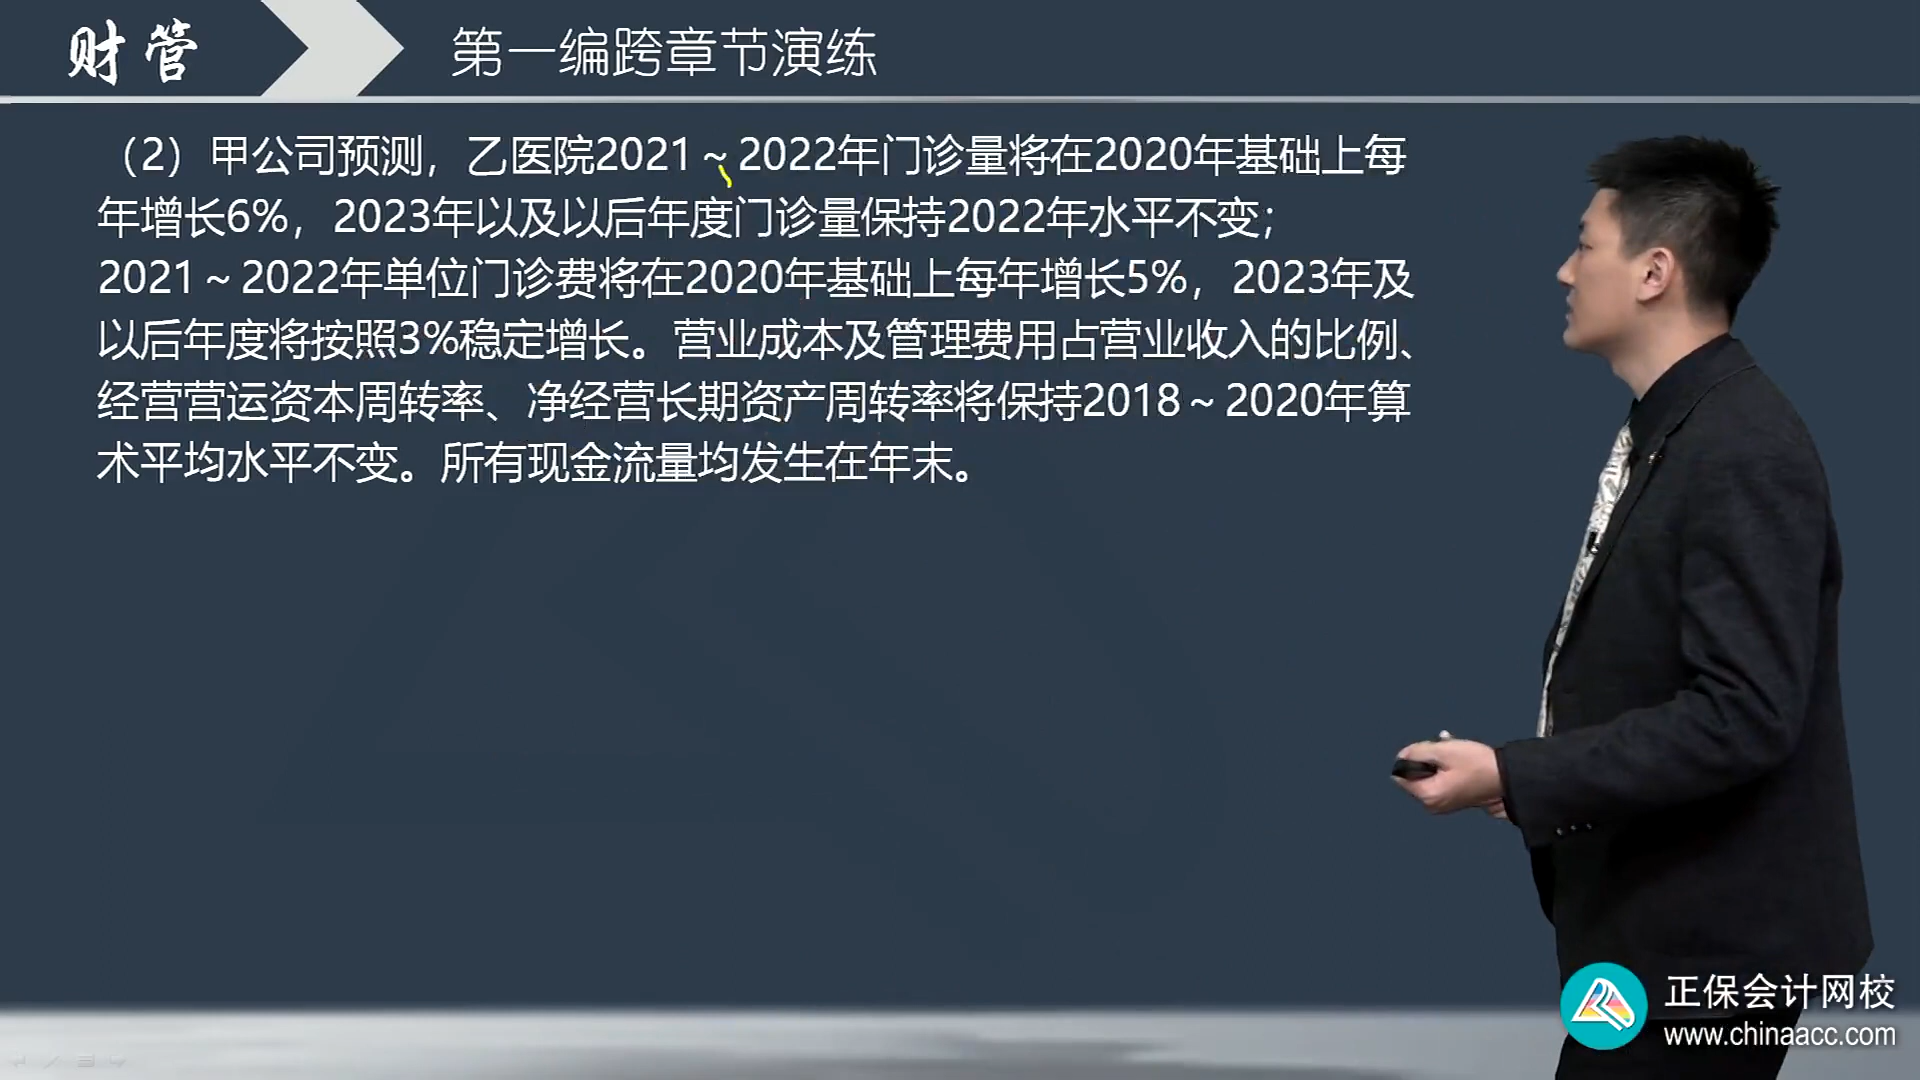 财管
第一编跨章节演练
（2）甲公司预测，乙医院2021～2022年门诊量将在2020年基础上每
年增长6%，2023年以及以后年度门诊量保持2022年水平不变；
2021～2022年单位门诊费将在2020年基础上每年增长5%，2023年及
以后年度将按照3%稳定增长。营业成本及管理费用占营业收入的比例、
经营营运资本周转率、净经营长期资产周转率将保持2018～2020年算
术平均水平不变。所有现金流量均发生在年末。
正保会计网校
www.chinaacc.com